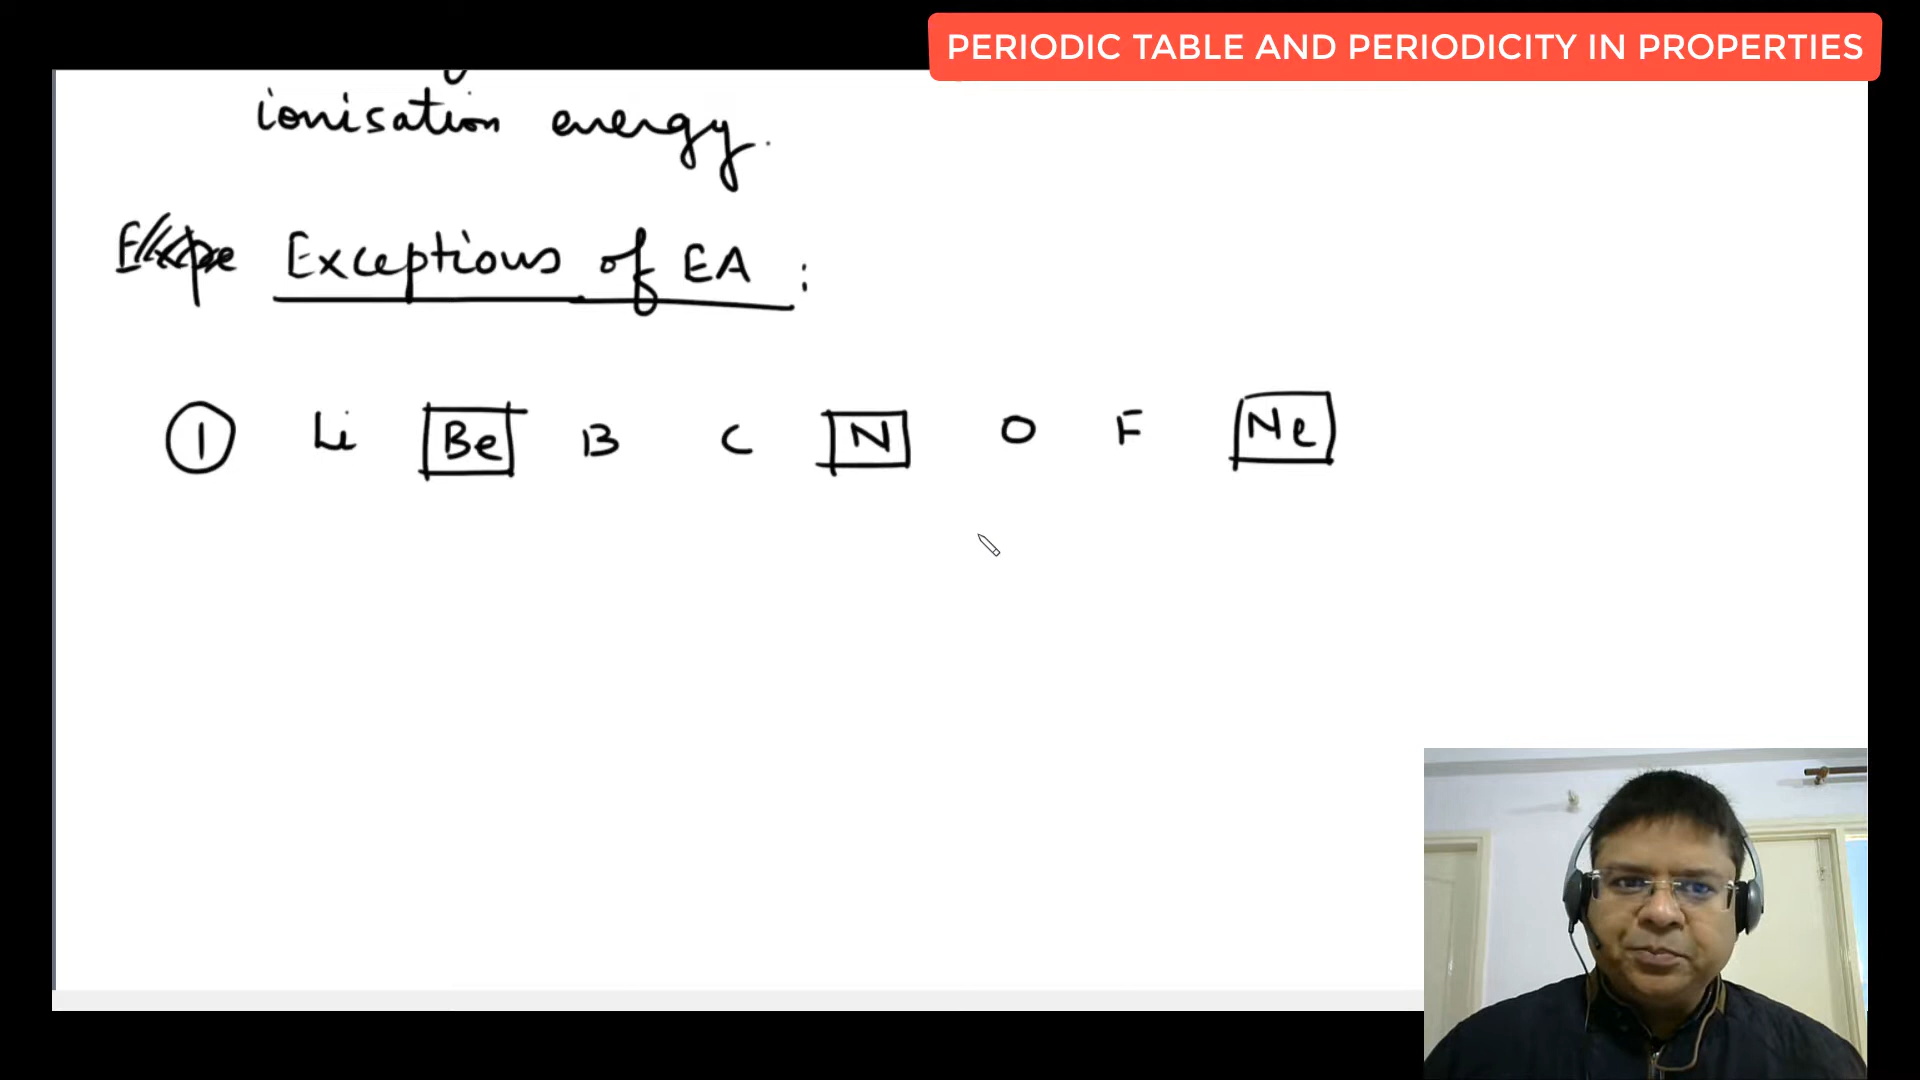 PERIODIC TABLE AND PERIODICITY IN PROPERTIES
ionisation energy.
Exceptions of EA :
1 Li Be B C N O F Ne